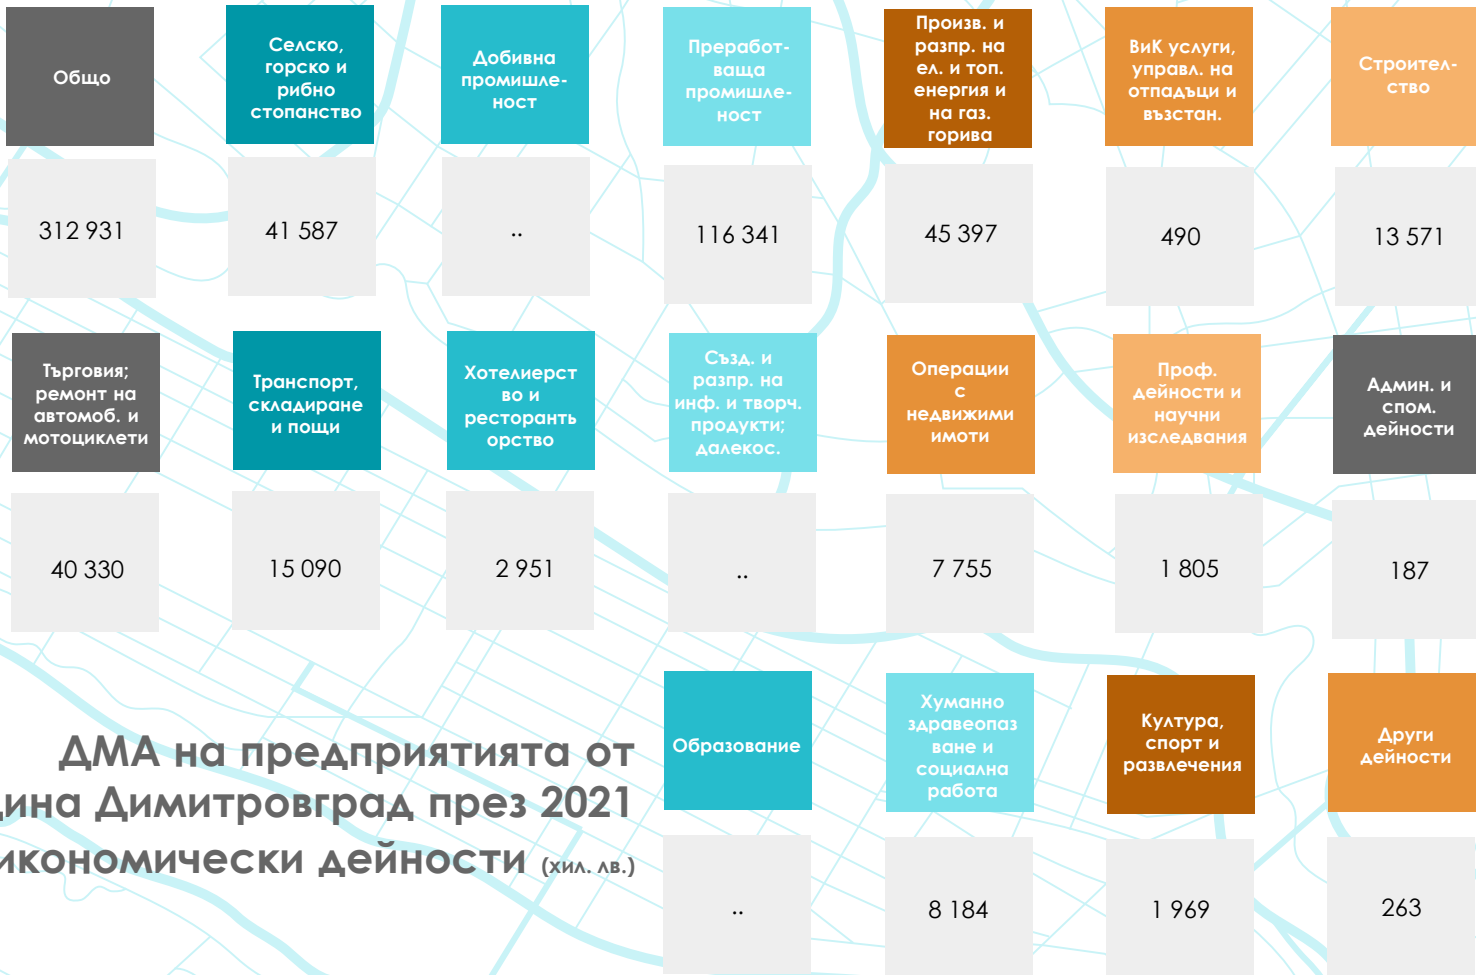 Общо
Селско,
горско и
рибно
стопанство
Добивна
промишле-
ност
Преработ-
ваща
промишле-
ност
Произв. и
разпр. на
ел. и топ.
енергия и
на газ.
горива
ВиК услуги,
управл. на
отпадъци и
възстан.
Строител-
ство
312 931
41 587
..
116 341
45 397
490
13 571
Търговия;
ремонт на
автомоб. и
мотоциклети
Транспорт,
складиране
и пощи
Хотелиерст
во и
ресторантъ
орство
Създ. и
разпр. на
инф. и творч.
продукти;
далекос.
Операции
с
недвижими
имоти
Проф.
дейности и
научни
изследвания
Админ. и
спом.
дейности
40 330
15 090
2 951
..
7 755
1 805
187
ДМА на предприятията от
Димитровград през 2021
икономически дейности (хил. лв.)
Образование
Хуманно
здравеопаз
ване и
социална
работа
Култура,
спорт и
развлечения
Други
дейности
..
8 184
1 969
263